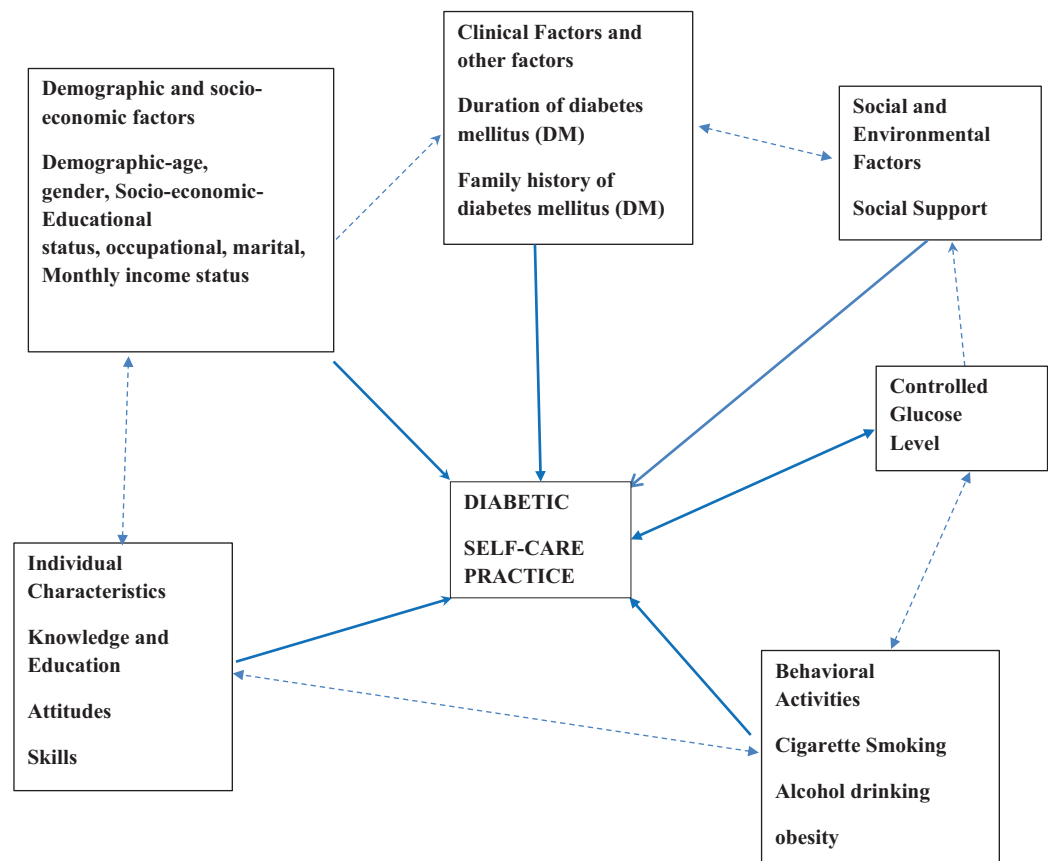 Demographic and socio-
economic factors
Demographic-age,
gender, Socio-economic-
Educational
status, occupational, marital,
Monthly income status
Clinical Factors and
other factors
Duration of diabetes
mellitus (DM)
Family history of
diabetes mellitus (DM)
Social and
Environmental
Factors
Social Support
Controlled
Glucose
Level
DIABETIC
SELF-CARE
PRACTICE
Individual
Characteristics
Knowledge and
Education
Attitudes
Skills
Behavioral
Activities
Cigarette Smoking
Alcohol drinking
obesity